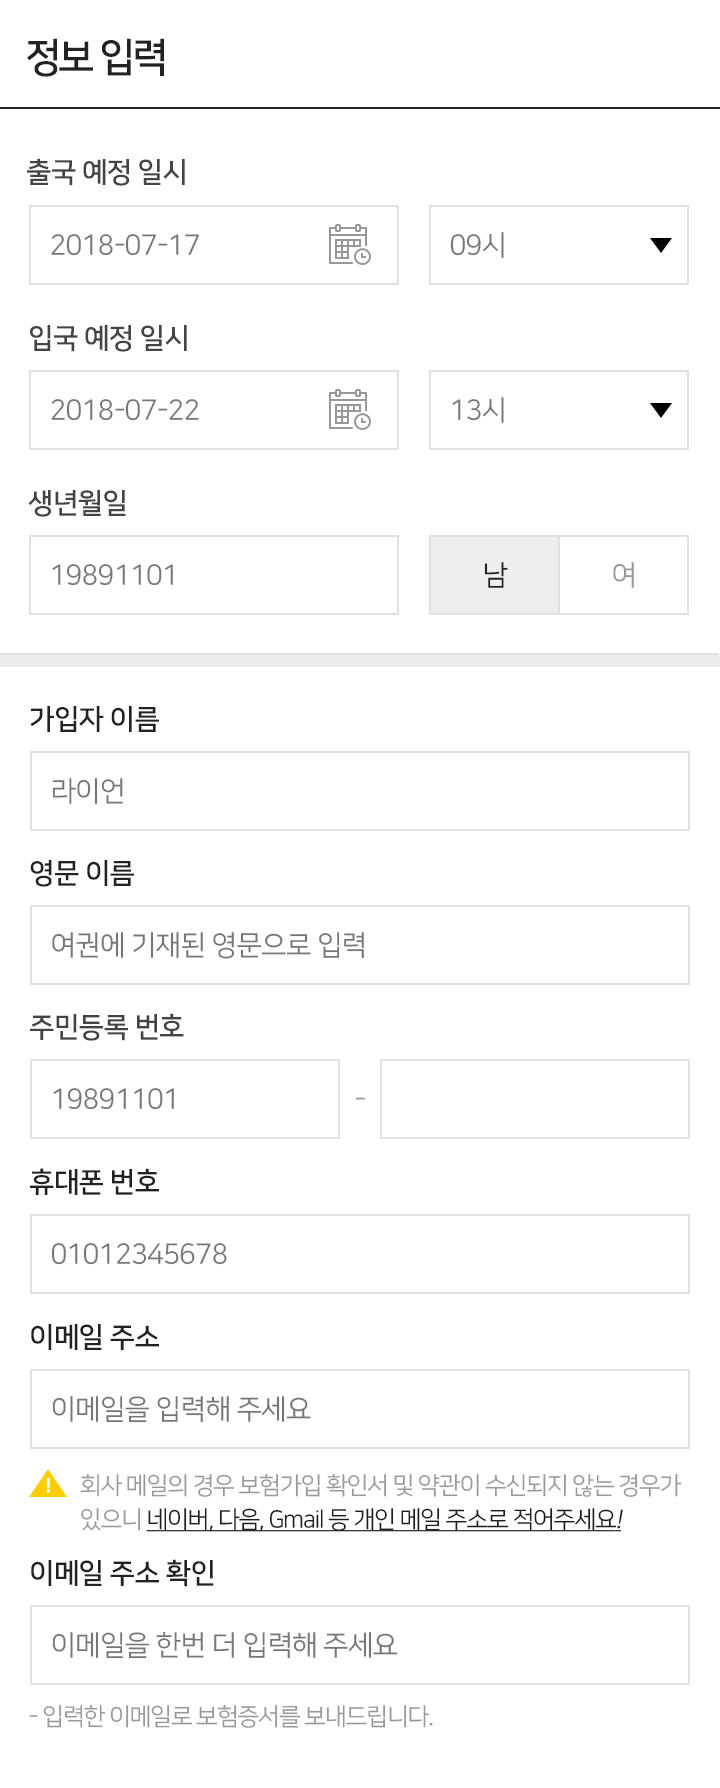 정보 입력
출국 예정 일시
2018-07-17 09시
입국 예정 일시
2018-07-22 13시
생년월일
19891101 남 여
가입자 이름
라이언
영문 이름
여권에 기재된 영문으로 입력
주민등록 번호
19891101 -
휴대폰 번호
01012345678
이메일 주소
이메일을 입력해 주세요
회사 메일의 경우 보험가입 확인서 및 약관이 수신되지 않는 경우가
있으니 네이버, 다음, Gmail 등 개인 메일 주소로 적어주세요!
이메일 주소 확인
이메일을 한번 더 입력해 주세요
- 입력한 이메일로 보험증서를 보내드립니다.